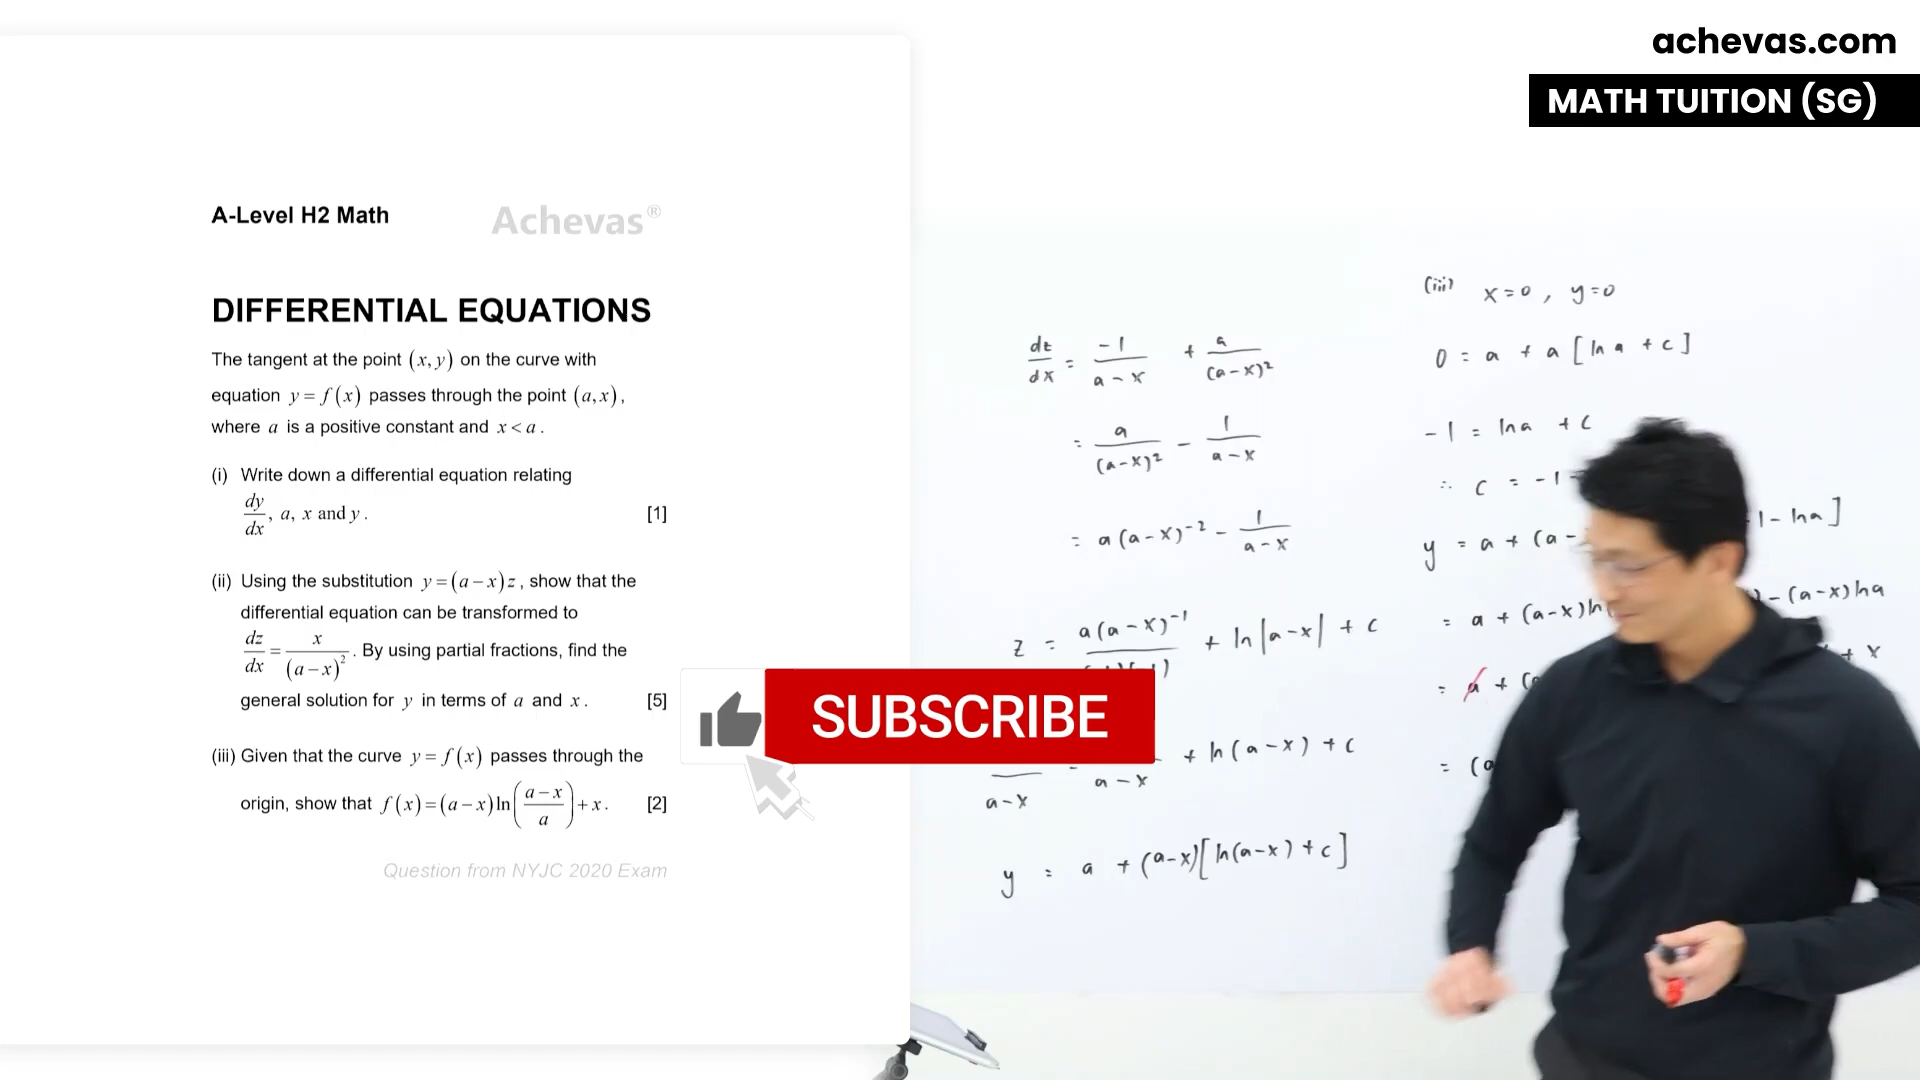 achevas.com
MATH TUITION (SG)
A-Level H2 Math
Achevas®
DIFFERENTIAL EQUATIONS
The tangent at the point (x, y) on the curve with
equation y = f(x) passes through the point (a, x),
where a is a positive constant and x < a.
(i) Write down a differential equation relating
dy/dx, a, x and y. [1]
(ii) Using the substitution y = (a − x)z, show that the
differential equation can be transformed to
dz/dx = x/(a − x)². By using partial fractions, find the
general solution for y in terms of a and x. [5]
(iii) Given that the curve y = f(x) passes through the
origin, show that f(x) = (a − x) ln((a − x)/a) + x. [2]
Question from NYJC 2020 Exam
SUBSCRIBE
dz/dx = -1/(a-x) + a/(a-x)²
= a/(a-x)² - 1/(a-x)
= a(a-x)⁻² - 1/(a-x)
z = a(a-x)⁻¹ + ln|a-x| + c
a-x a-x + ln(a-x) + c
y = a + (a-x)[ln(a-x) + c]
(iii) x=0, y=0
0 = a + a[ln a + c]
-1 = ln a + c
∴ c = -1
y = a + (a- 1 - ln a]
= a + (a-x)ln - (a-x)ln a
= a + ( + x
= (a